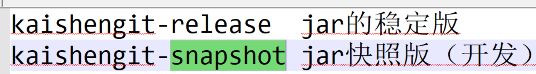 kaishengit-release jar的稳定版
kaishengit-snapshot jar快照版（开发）